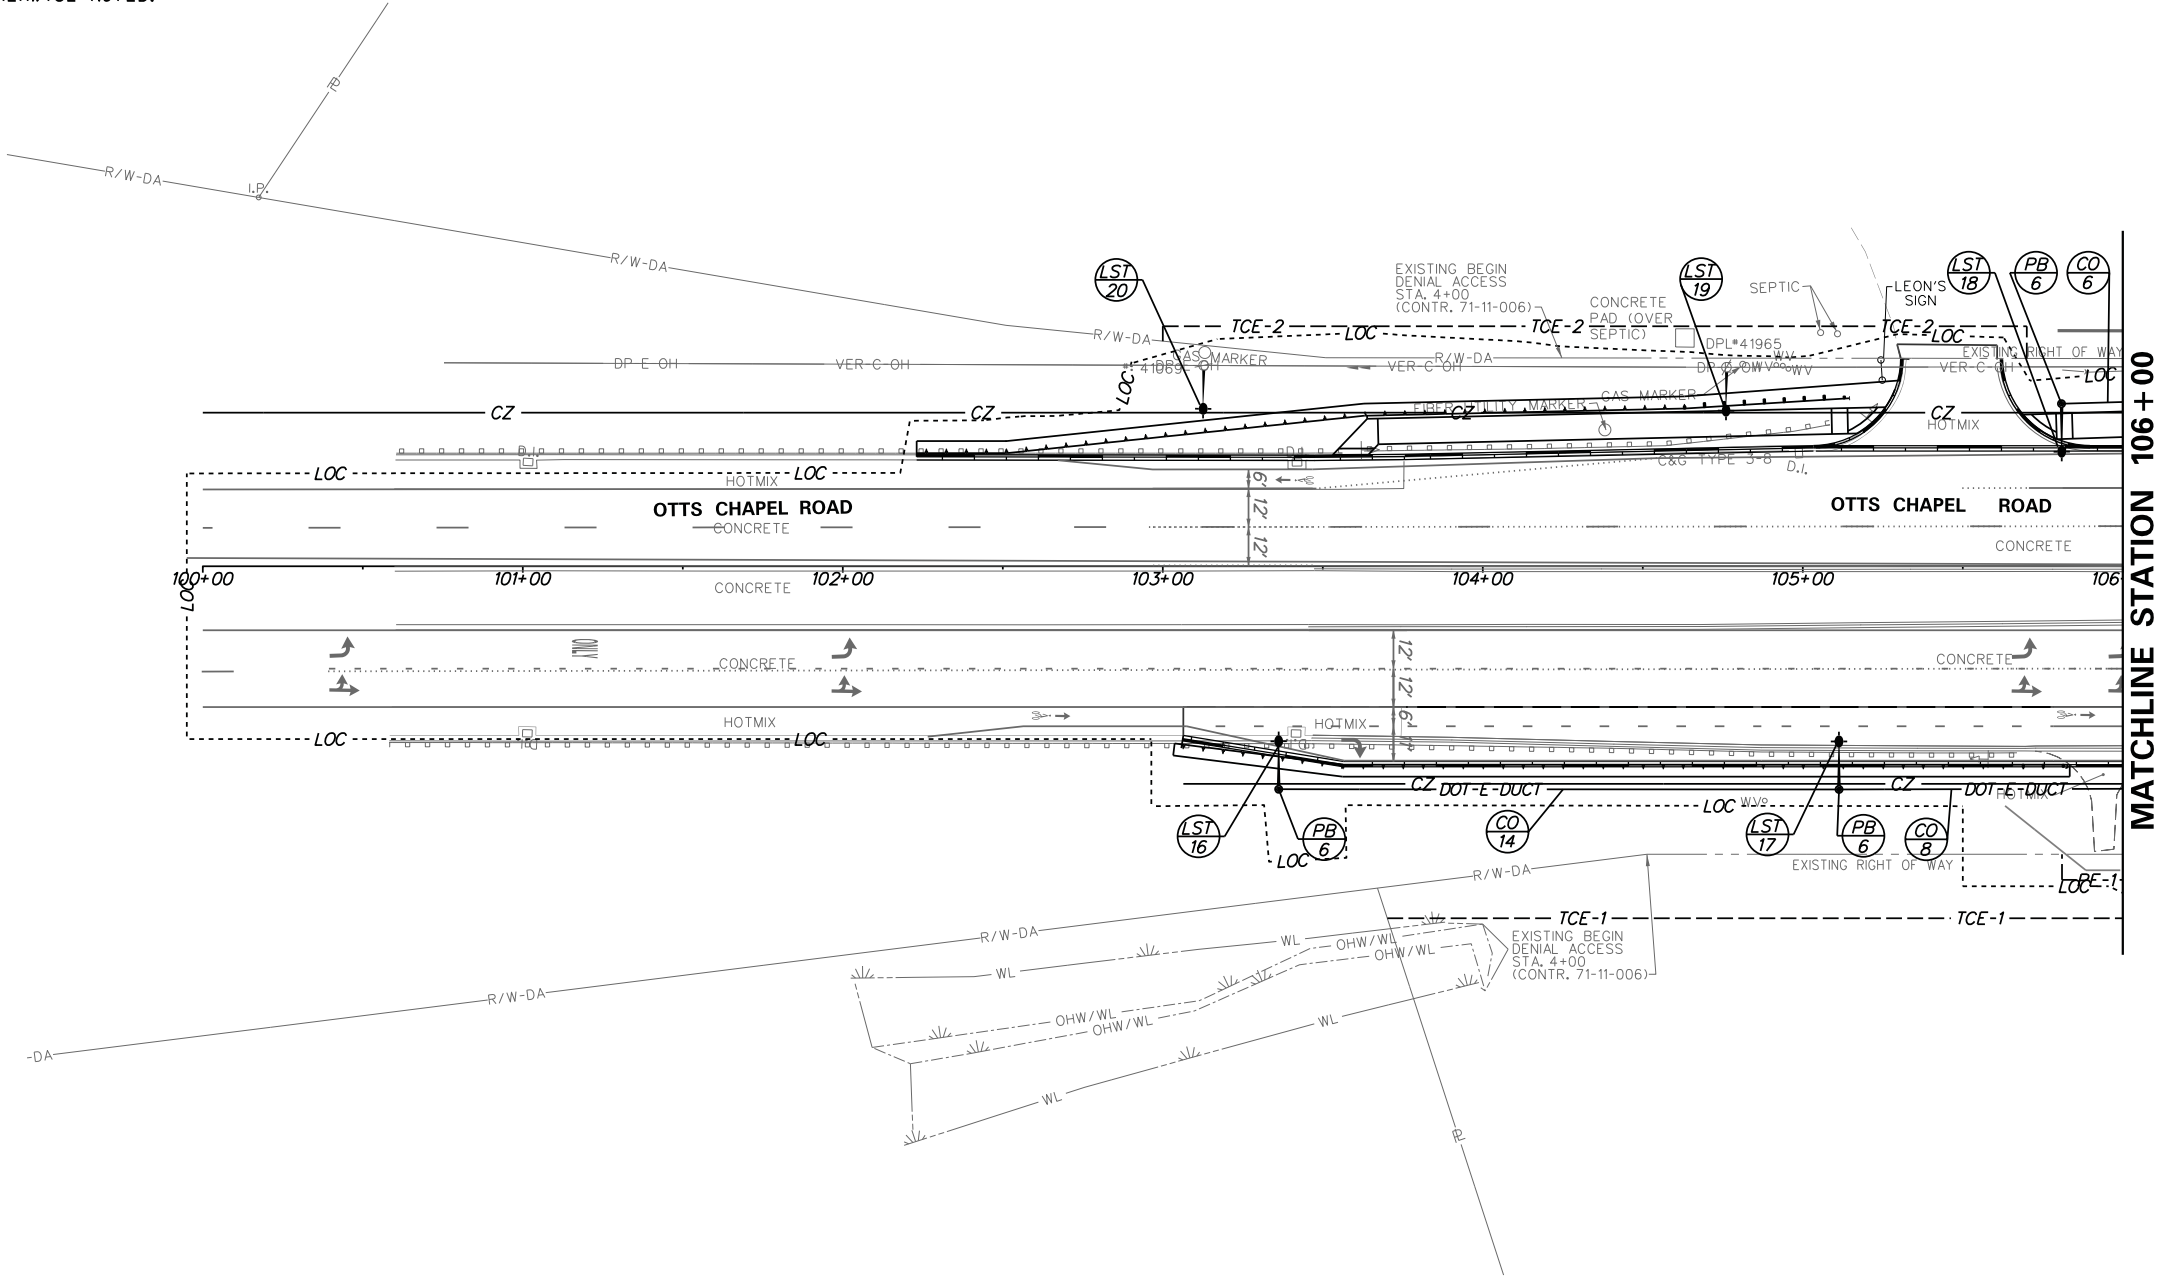 R/W-DA
I.P.
R/W-DA
LST 20
EXISTING BEGIN
DENIAL ACCESS
STA. 4+00
(CONTR. 71-11-006)
CONCRETE
PAD (OVER
SEPTIC)
LST 19
SEPTIC
LEON'S
SIGN
LST 18
PB 6
CO 6
R/W-DA
TCE-2
LOC
TCE-2
TCE-2
LOC
DPL#41965
GAS MARKER
R/W-DA
WV
EXISTING RIGHT OF WAY
DP-E-OH
VER-C-OH
VER-C-OH
WV
WV
VER-C-OH
LOC
LOC
GAS MARKER
FIBER UTILITY MARKER
CZ
CZ
CZ
CZ
HOTMIX
D.I.
D.I.
C&G TYPE 3-8
D.I.
LOC
LOC
HOTMIX
6'
OTTS CHAPEL ROAD
12'
OTTS CHAPEL ROAD
CONCRETE
12'
CONCRETE
100+00
101+00
102+00
103+00
104+00
105+00
106
LOC
CONCRETE
12'
CONCRETE
CONCRETE
12'
HOTMIX
6'
HOTMIX
LOC
LOC
D.I.
CZ
DOT-E-DUCT
CZ
DOT-E-DUCT
HOTMIX
LOC
WV
LST 16
PB 6
CO 14
LST 17
PB 6
CO 8
LOC
EXISTING RIGHT OF WAY
R/W-DA
PE-1
LOC
TCE-1
TCE-1
R/W-DA
WL
OHW/WL
OHW/WL
EXISTING BEGIN
DENIAL ACCESS
STA. 4+00
(CONTR. 71-11-006)
WL
R/W-DA
OHW/WL
OHW/WL
WL
-DA
WL
MATCHLINE STATION 106+00